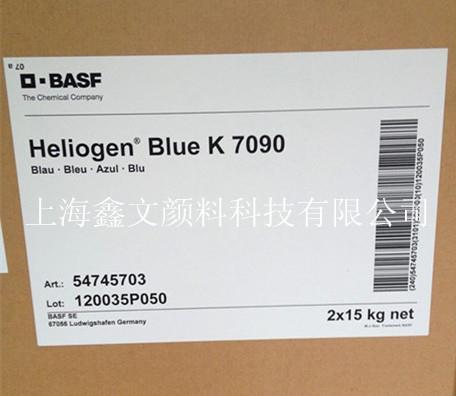 07 a
BASF
The Chemical Company
Heliogen® Blue K 7090
Blau · Bleu · Azul · Blu
上海鑫文颜料科技有限公司
Art.: 54745703
Lot: 120035P050
BASF SE
67056 Ludwigshafen Germany
2x15 kg net